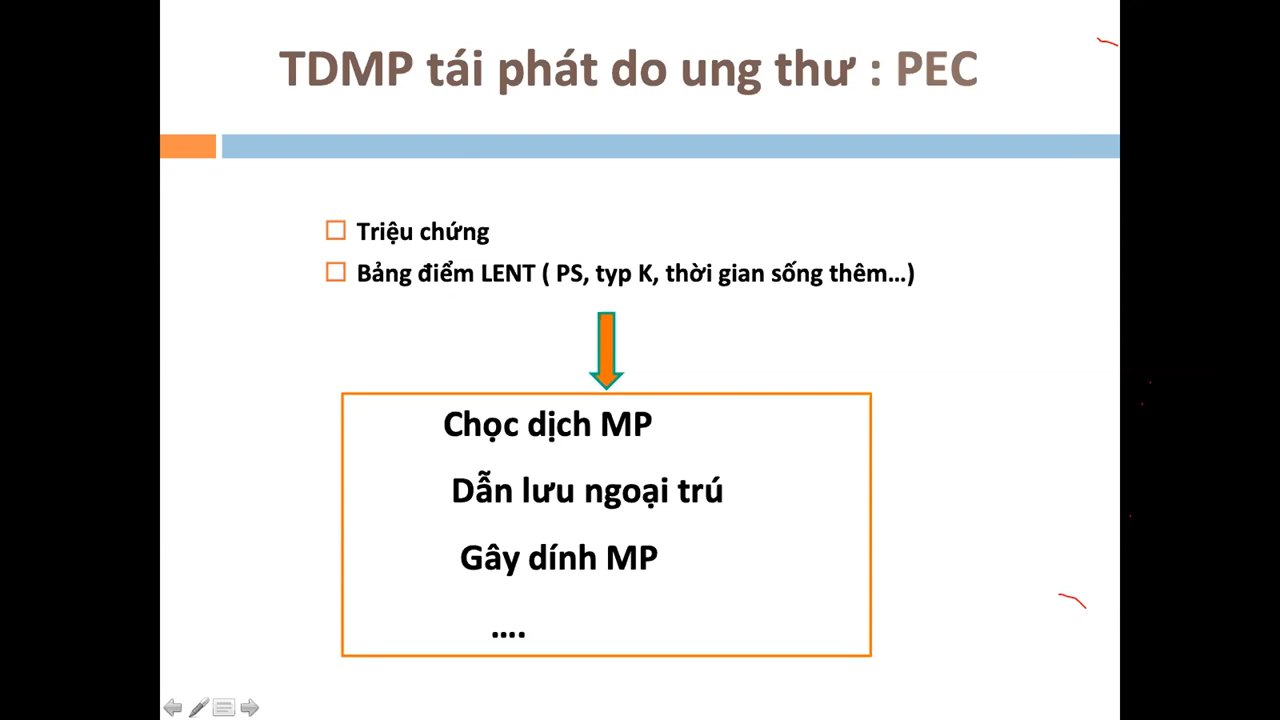 TDMP tái phát do ung thư : PEC
Triệu chứng
Bảng điểm LENT ( PS, typ K, thời gian sống thêm...)
Chọc dịch MP
Dẫn lưu ngoại trú
Gây dính MP
....